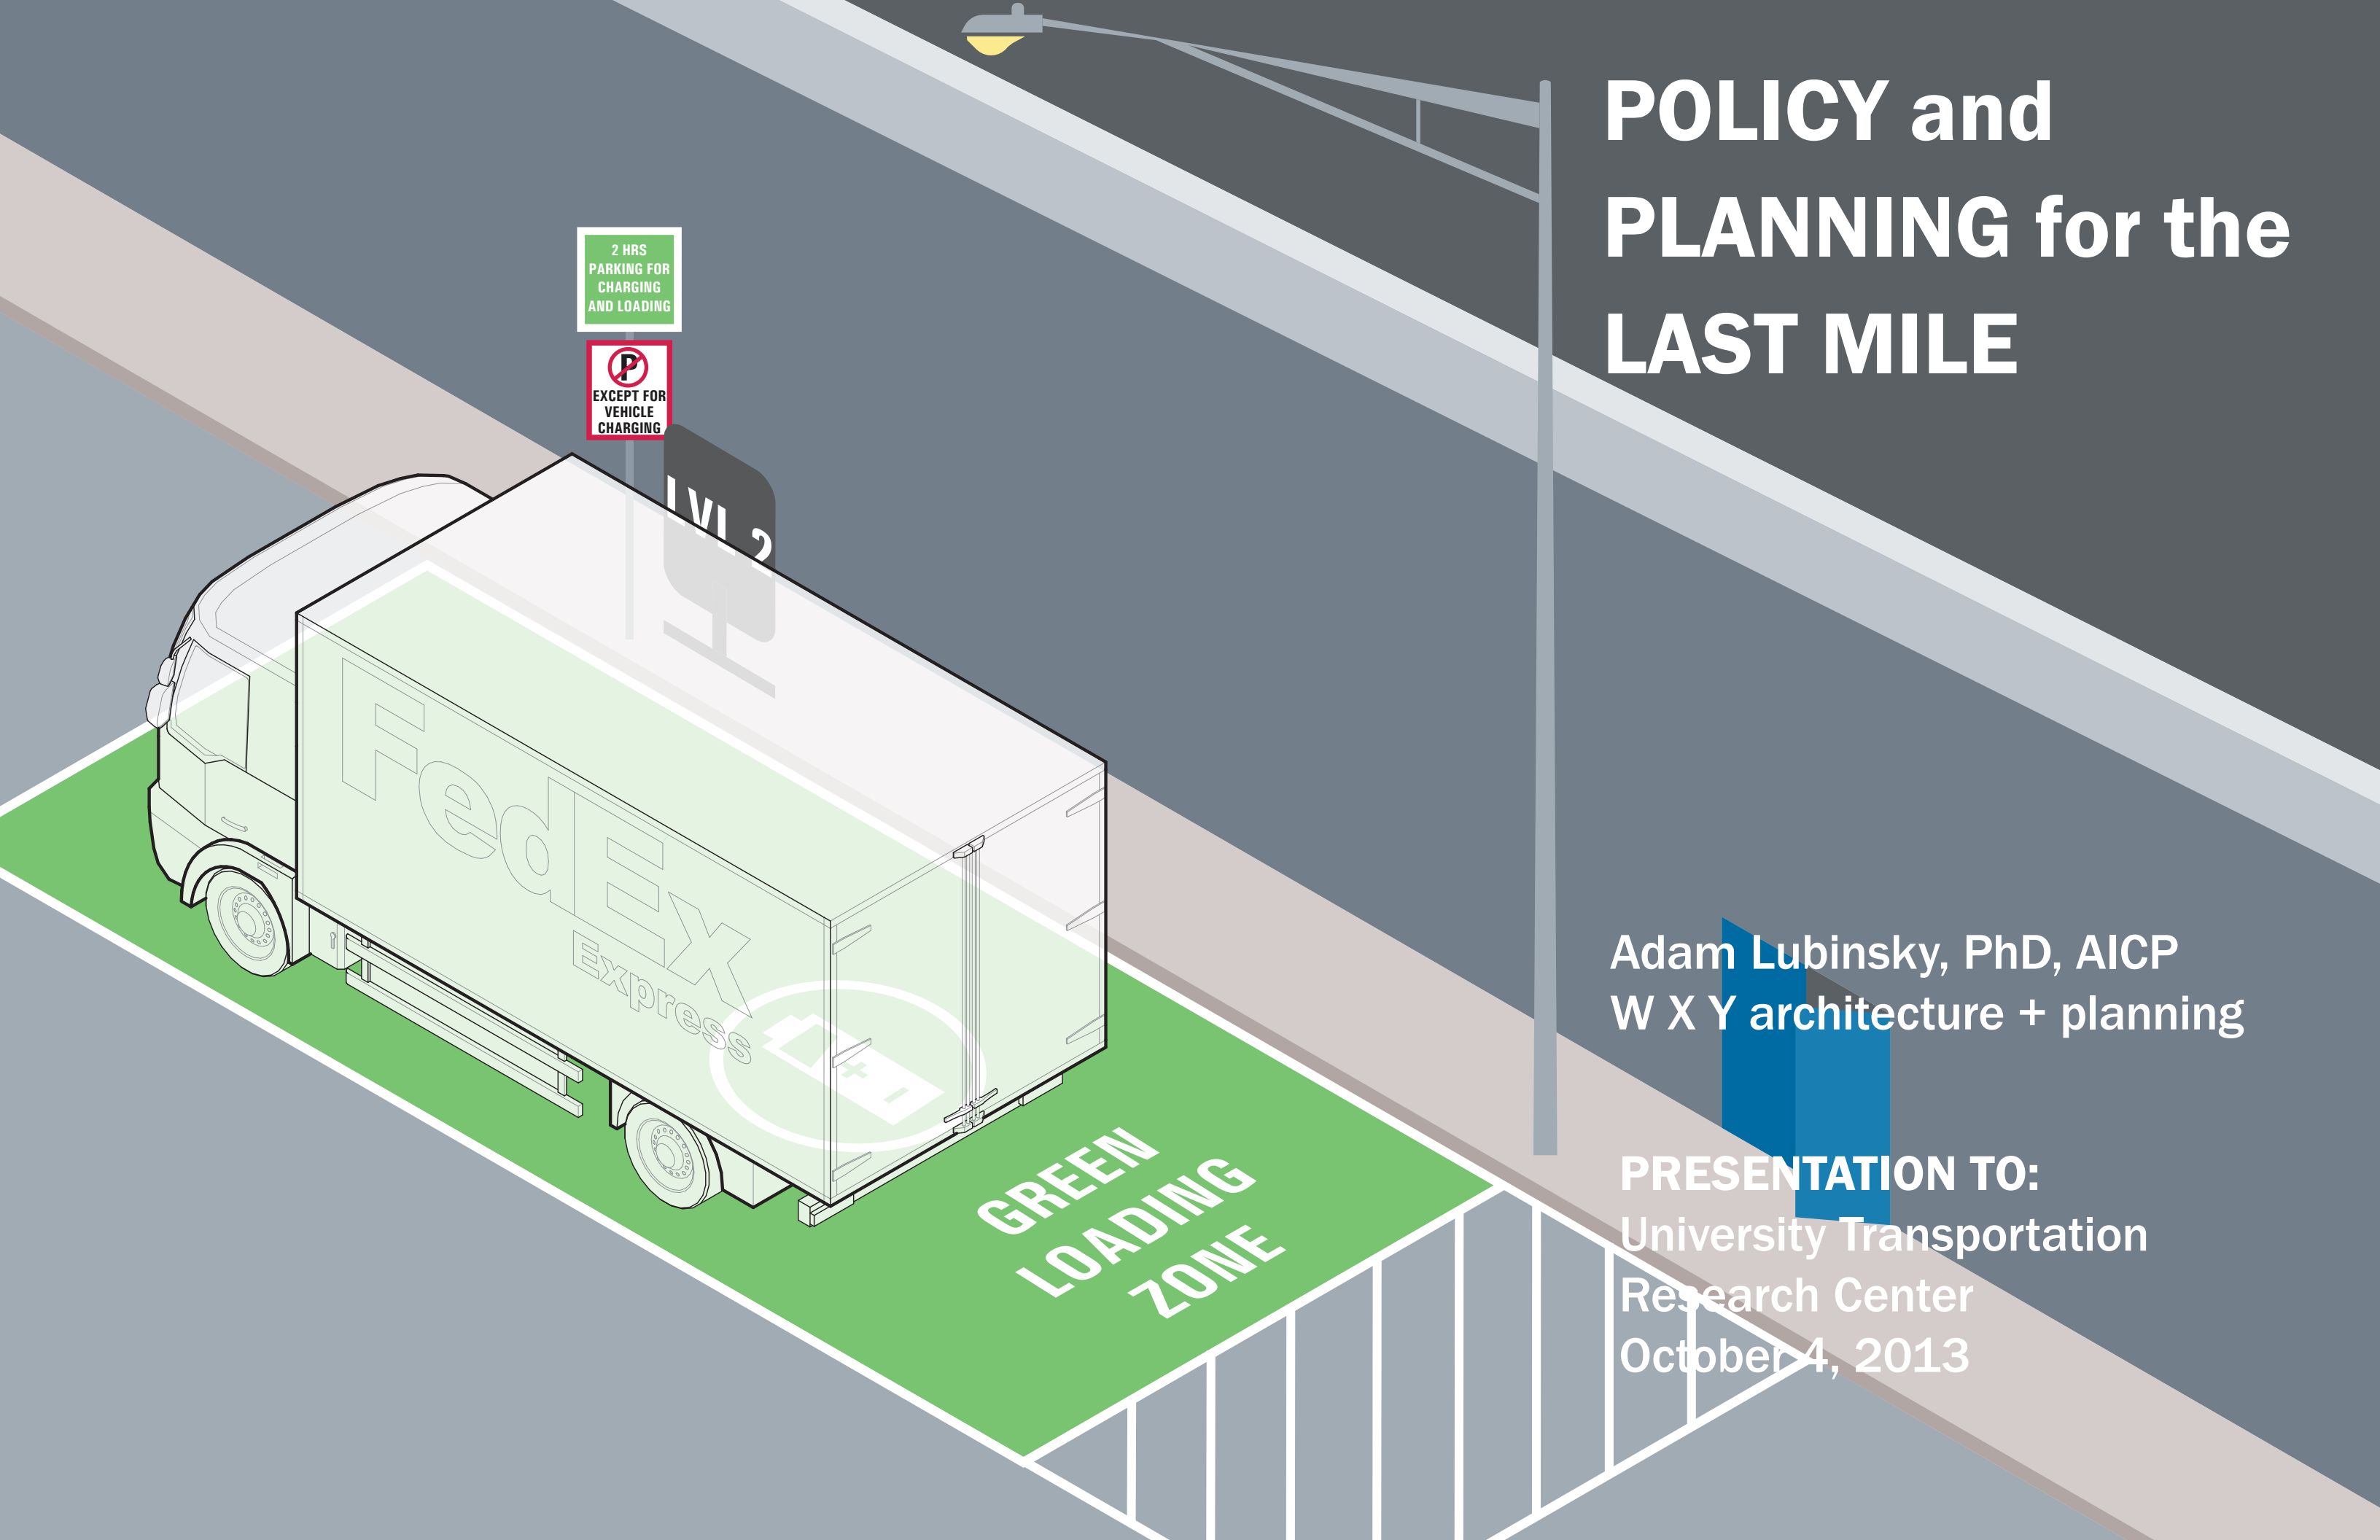 POLICY and
PLANNING for the
LAST MILE
2 HRS
PARKING FOR
CHARGING
AND LOADING
P
EXCEPT FOR
VEHICLE
CHARGING
LVL 2
FedEx
Express
GREEN
LOADING
ZONE
Adam Lubinsky, PhD, AICP
W X Y architecture + planning
PRESENTATION TO:
University Transportation
Research Center
October 4, 2013